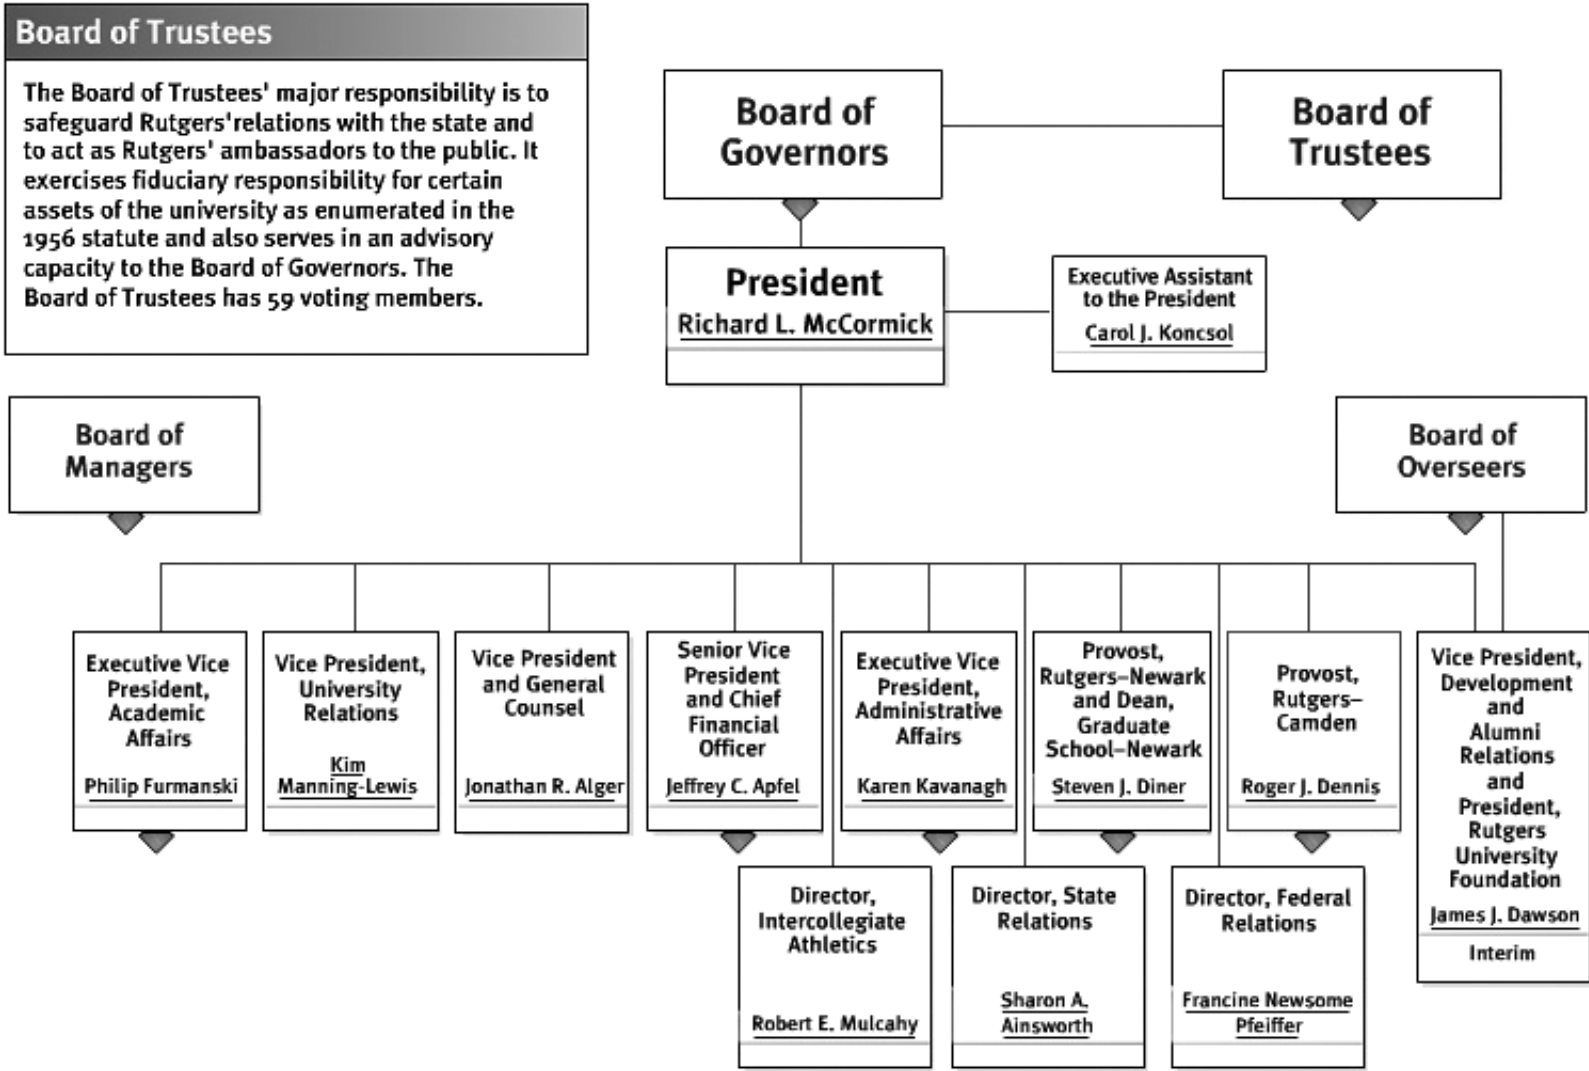 Board of Trustees
The Board of Trustees' major responsibility is to
safeguard Rutgers'relations with the state and
to act as Rutgers' ambassadors to the public. It
exercises fiduciary responsibility for certain
assets of the university as enumerated in the
1956 statute and also serves in an advisory
capacity to the Board of Governors. The
Board of Trustees has 59 voting members.
Board of
Governors
Board of
Trustees
President
Richard L. McCormick
Executive Assistant
to the President
Carol J. Koncsol
Board of
Managers
Board of
Overseers
Executive Vice
President,
Academic
Affairs
Philip Furmanski
Vice President,
University
Relations
Kim
Manning-Lewis
Vice President
and General
Counsel
Jonathan R. Alger
Senior Vice
President
and Chief
Financial
Officer
Jeffrey C. Apfel
Executive Vice
President,
Administrative
Affairs
Karen Kavanagh
Provost,
Rutgers–Newark
and Dean,
Graduate
School–Newark
Steven J. Diner
Provost,
Rutgers–
Camden
Roger J. Dennis
Vice President,
Development
and
Alumni
Relations
and
President,
Rutgers
University
Foundation
James J. Dawson
Interim
Director,
Intercollegiate
Athletics
Robert E. Mulcahy
Director, State
Relations
Sharon A.
Ainsworth
Director, Federal
Relations
Francine Newsome
Pfeiffer